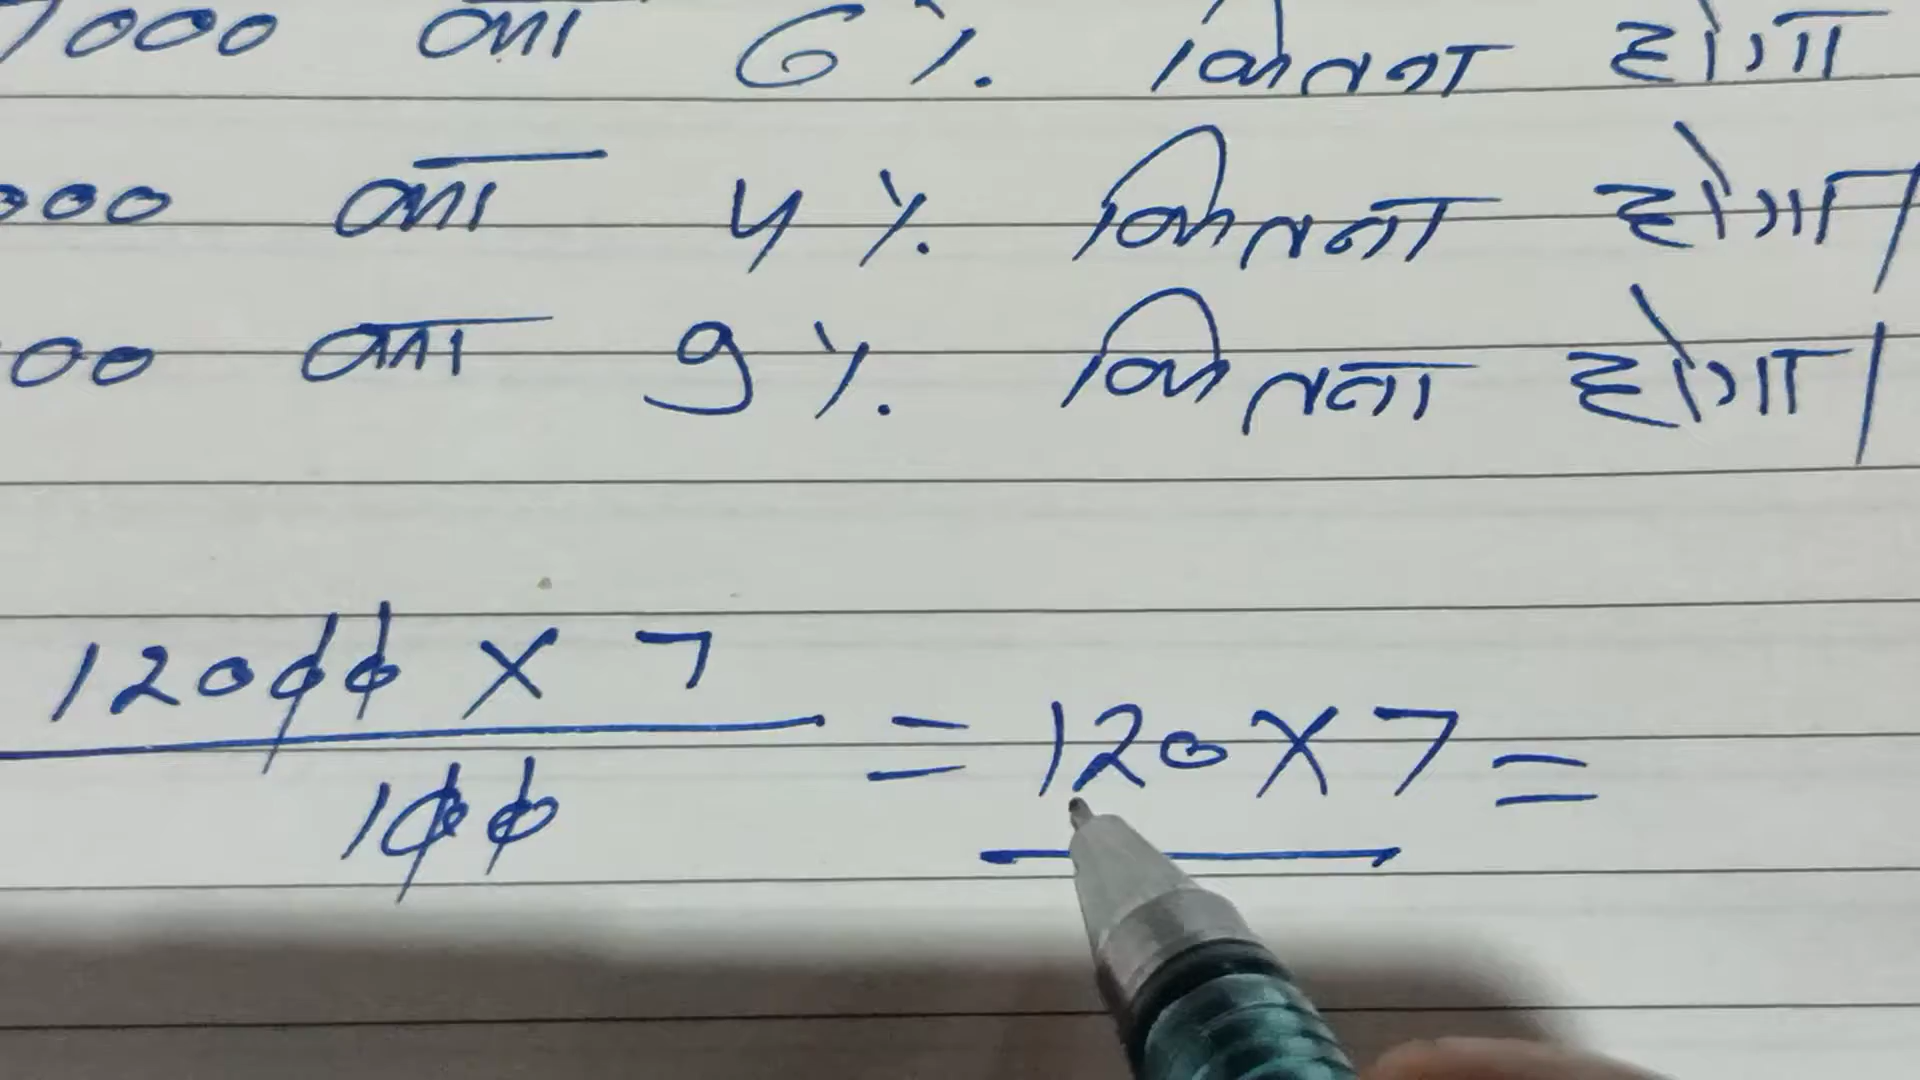 7000 का 6% कितना होगा
000 का 4% कितना होगा।
00 का 9% कितना होगा।
12000 × 7
= 120 × 7 =
100